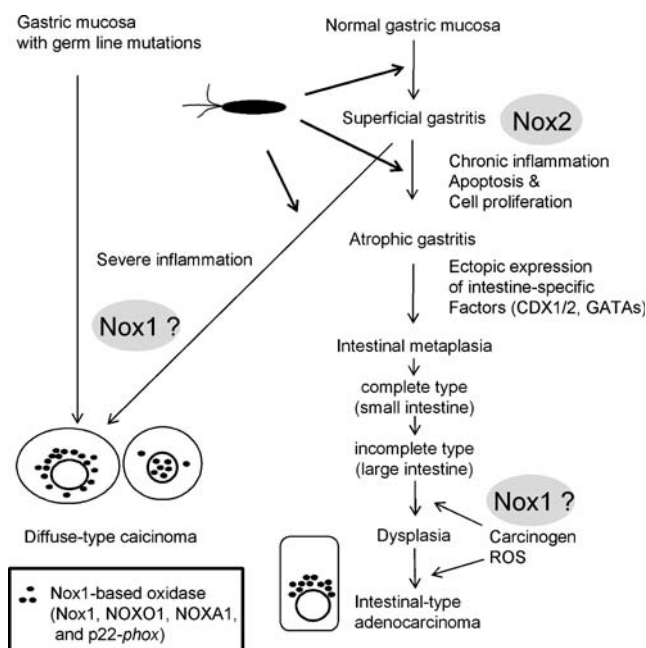 Gastric mucosa
with germ line mutations
Normal gastric mucosa
Superficial gastritis
Nox2
Chronic inflammation
Apoptosis &
Cell proliferation
Atrophic gastritis
Severe inflammation
Ectopic expression
of intestine-specific
Factors (CDX1/2, GATAs)
Nox1 ?
Intestinal metaplasia
complete type
(small intestine)
incomplete type
(large intestine)
Nox1 ?
Diffuse-type caicinoma
Dysplasia
Carcinogen
ROS
Nox1-based oxidase
(Nox1, NOXO1, NOXA1,
and p22-phox)
Intestinal-type
adenocarcinoma